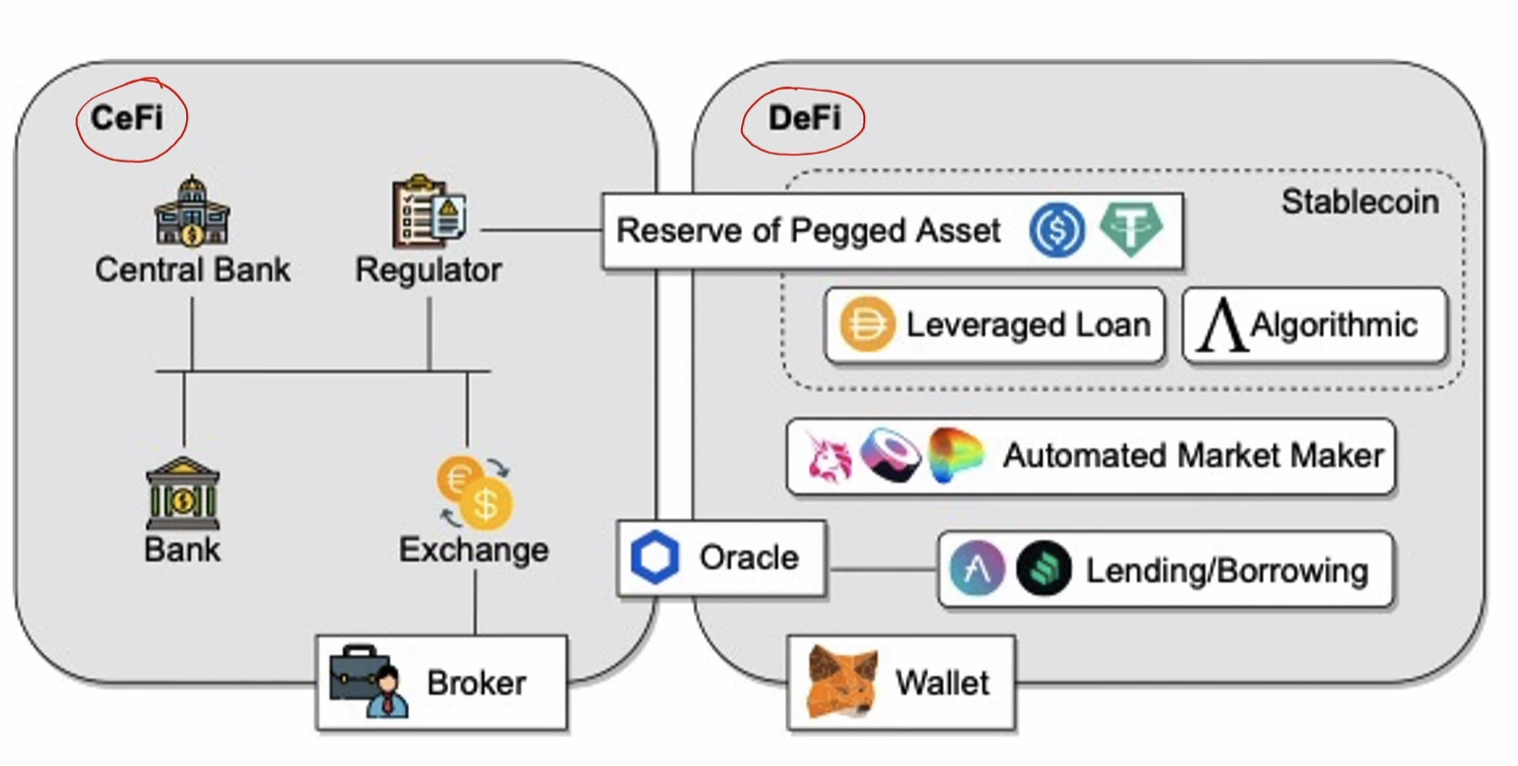 CeFi
DeFi
Central Bank
Regulator
Reserve of Pegged Asset
Stablecoin
Leveraged Loan
Algorithmic
Automated Market Maker
Bank
Exchange
Oracle
Lending/Borrowing
Broker
Wallet